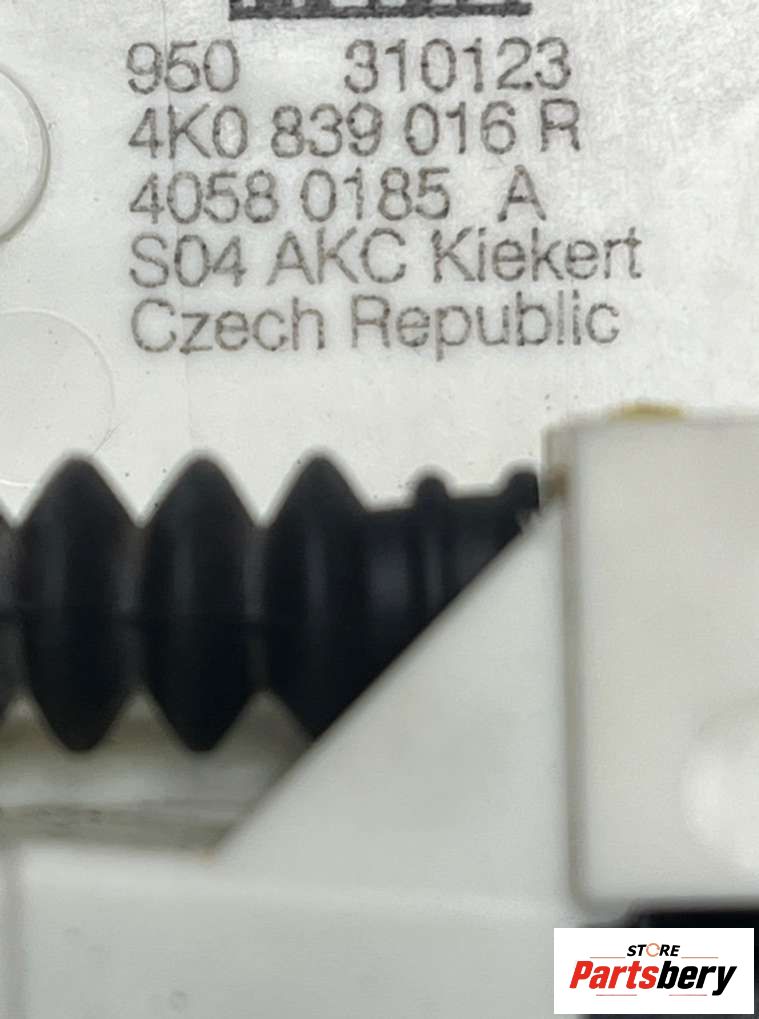 950 310123
4K0 839 016 R
4058 0185 A
S04 AKC Kiekert
Czech Republic
STORE
Partsbery